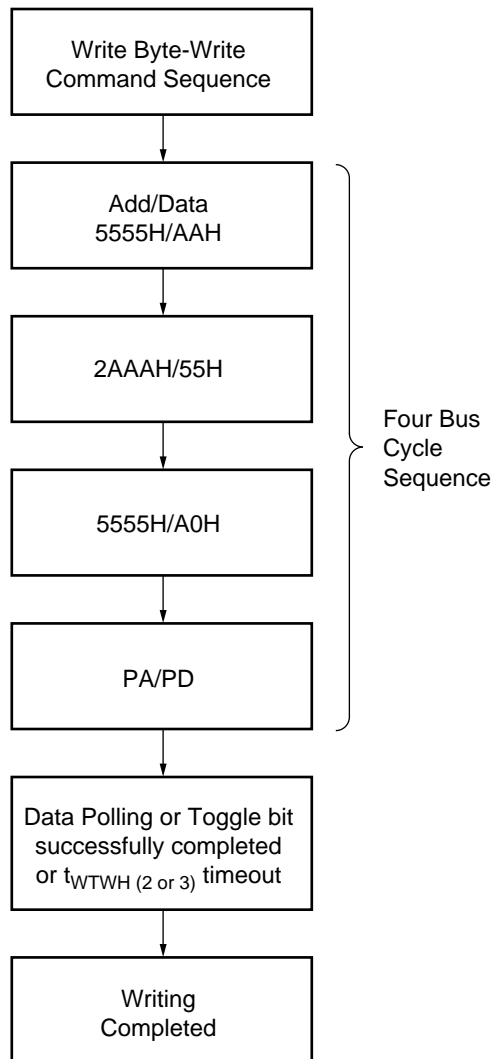 Write Byte-Write
Command Sequence
Add/Data
5555H/AAH
2AAAH/55H
Four Bus
Cycle
Sequence
5555H/A0H
PA/PD
Data Polling or Toggle bit
successfully completed
or tWTWH (2 or 3) timeout
Writing
Completed